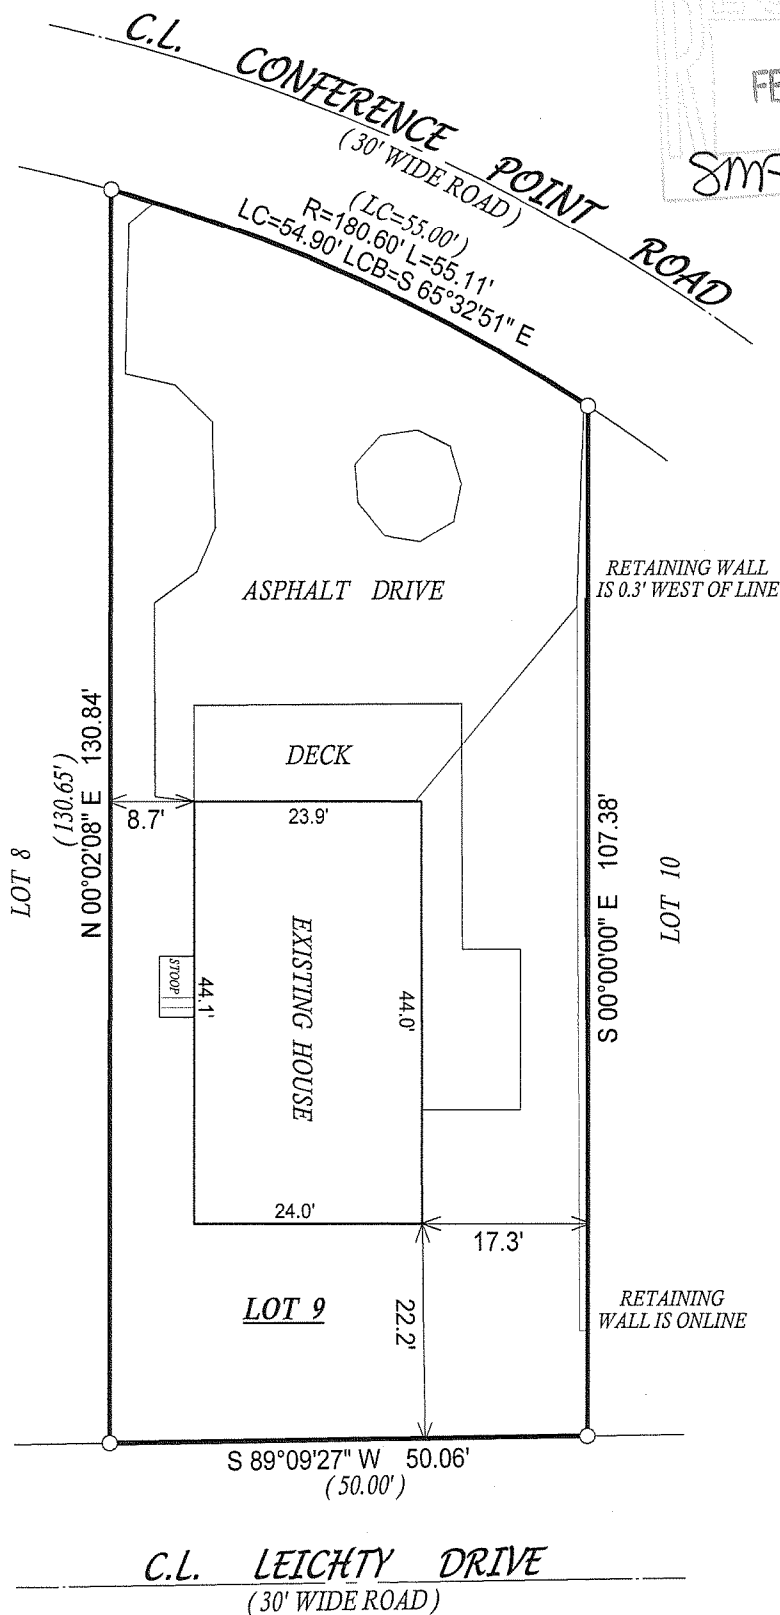 C.L. CONFERENCE POINT ROAD
( 30' WIDE ROAD )
FE
(LC=55.00')
R=180.60' L=55.11'
LC=54.90' LCB=S 65°32'51" E
ASPHALT DRIVE
RETAINING WALL
IS 0.3' WEST OF LINE
DECK
N 00°02'08" E 130.84'
(130.65')
8.7'
23.9'
LOT 8
STOOP
44.1'
EXISTING HOUSE
44.0'
S 00°00'00" E 107.38'
LOT 10
24.0'
17.3'
22.2'
LOT 9
RETAINING
WALL IS ONLINE
S 89°09'27" W 50.06'
(50.00')
C.L. LEICHTY DRIVE
(30' WIDE ROAD)